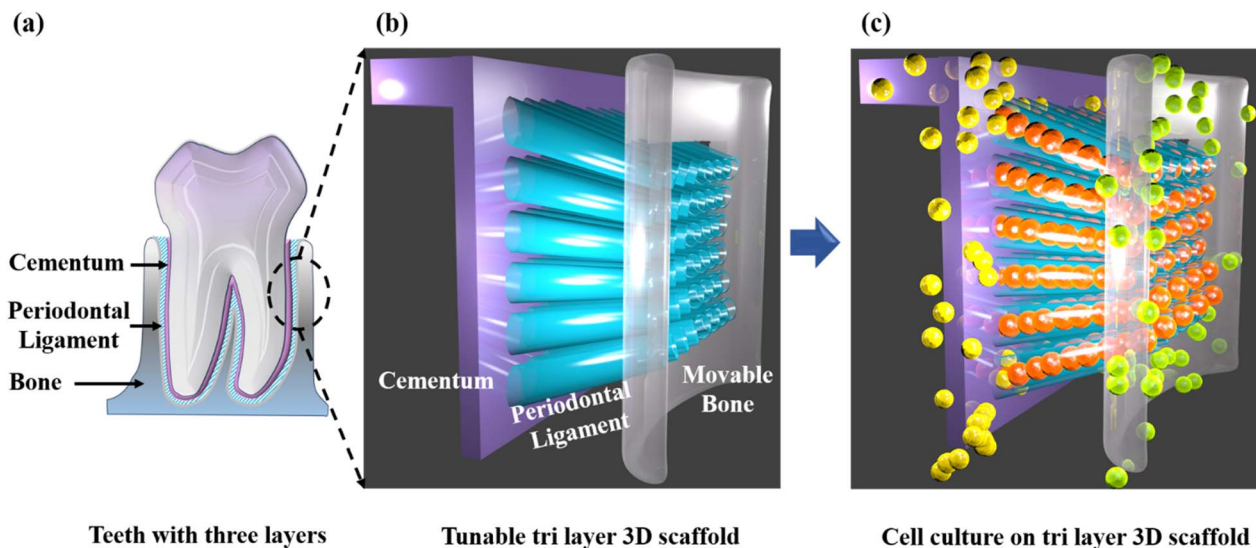 (a)
(b)
(c)
Cementum
Periodontal
Ligament
Bone
Cementum
Periodontal
Ligament
Movable
Bone
Teeth with three layers
Tunable tri layer 3D scaffold
Cell culture on tri layer 3D scaffold